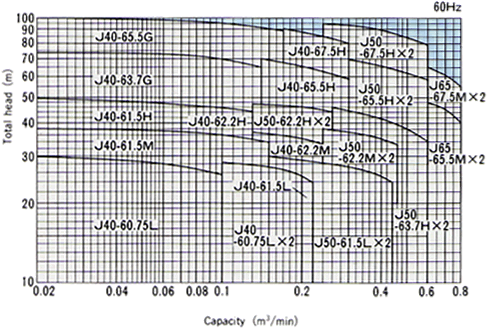 60Hz
100
90
80
70
60
50
40
30
20
10
Total head (m)
J40-65.5G
J40-67.5H
J50
-67.5H×2
J40-63.7G
J40-65.5H
J50
-65.5H×2
J65
-67.5M×2
J40-61.5H
J40-62.2H
J50-62.2H×2
J40-61.5M
J40-62.2M
J50
-62.2M×2
J65
-65.5M×2
J40-61.5L
J40-60.75L
J40
-60.75L×2
J50-61.5L×2
J50
-63.7H×2
0.02
0.04
0.06
0.08
0.1
0.2
0.4
0.6
0.8
Capacity (m³/min)